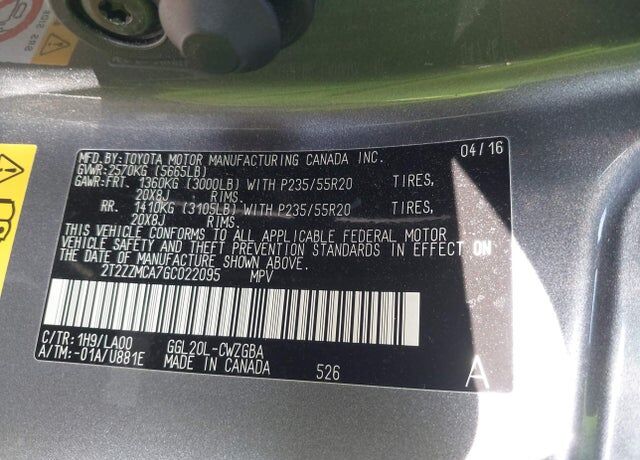 MFD.BY:TOYOTA MOTOR MANUFACTURING CANADA INC. 04/16
GVWR:2570KG (5665LB)
GAWR:FRT. 1360KG (3000LB) WITH P235/55R20 TIRES,
20X8J RIMS.
RR. 1410KG (3105LB) WITH P235/55R20 TIRES,
20X8J RIMS.
THIS VEHICLE CONFORMS TO ALL APPLICABLE FEDERAL MOTOR
VEHICLE SAFETY AND THEFT PREVENTION STANDARDS IN EFFECT ON
THE DATE OF MANUFACTURE SHOWN ABOVE.
2T2ZZMCA7GC022095 MPV
C/TR:1H9/LA00 GGL20L-CWZGBA
A/TM:-01A/U881E MADE IN CANADA 526 A